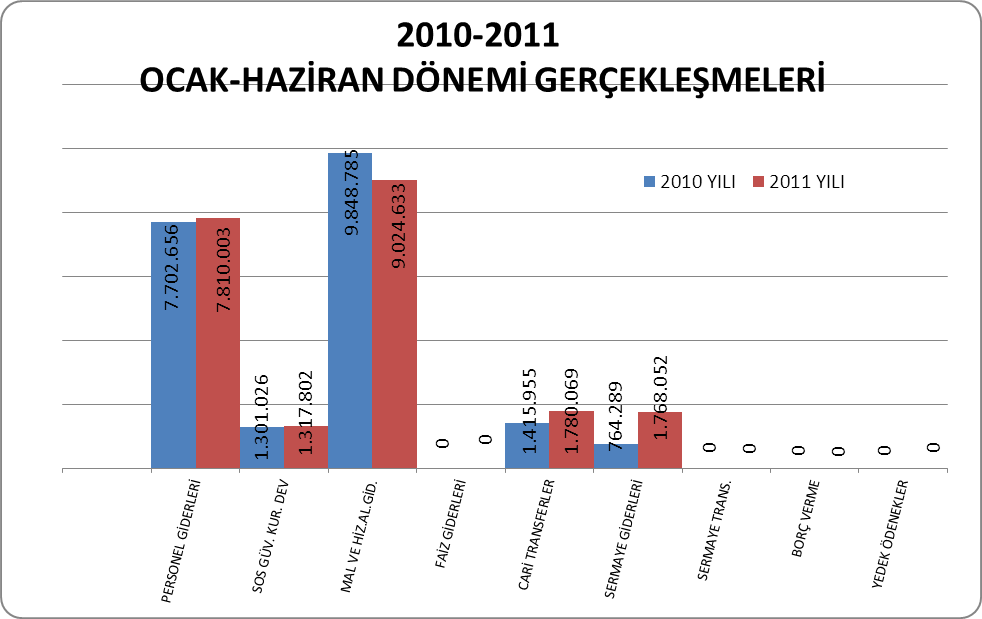 2010-2011
OCAK-HAZİRAN DÖNEMİ GERÇEKLEŞMELERİ
2010 YILI
2011 YILI
7.702.656
7.810.003
1.301.026
1.317.802
9.848.785
9.024.633
0
0
1.415.955
1.780.069
764.289
1.768.052
0
0
0
0
0
0
PERSONEL GİDERLERİ
SOS GÜV. KUR. DEV
MAL VE HİZ.AL.GİD.
FAİZ GİDERLERİ
CARİ TRANSFERLER
SERMAYE GİDERLERİ
SERMAYE TRANS.
BORÇ VERME
YEDEK ÖDENEKLER